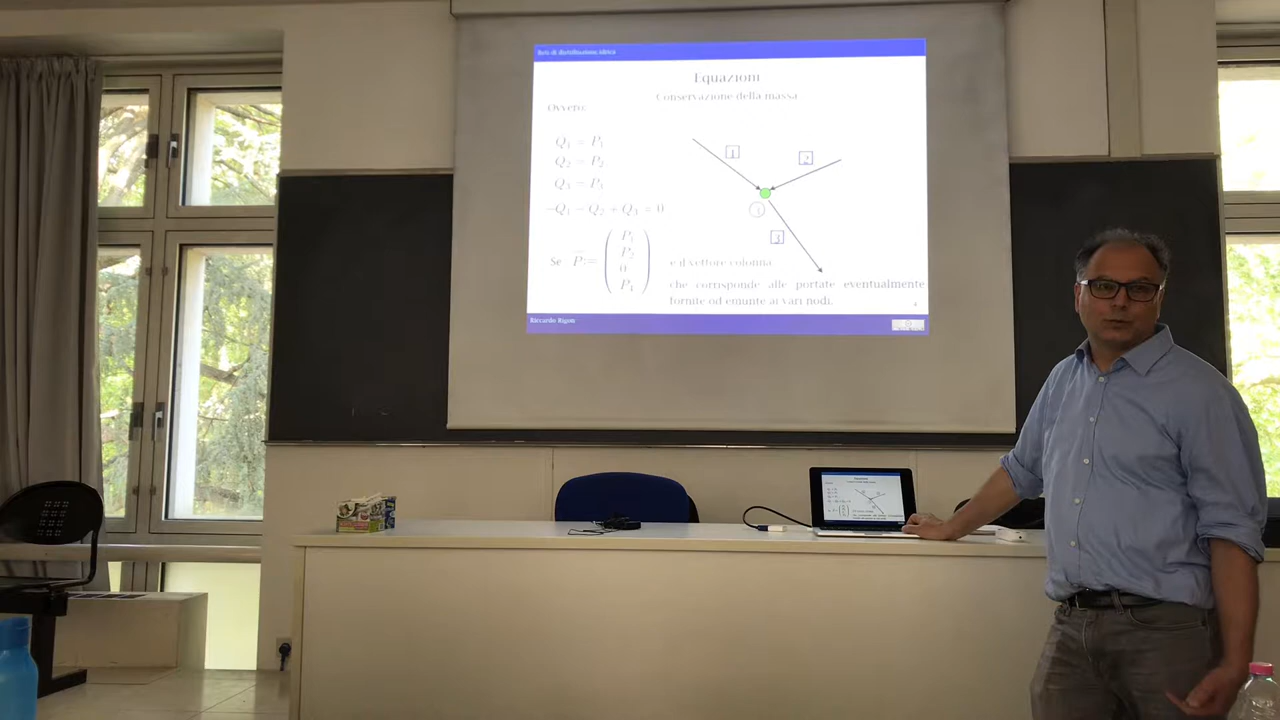 Reti di distribuzione idrica
Equazioni
Conservazione della massa
Ovvero:
Q₁ = P₁
Q₂ = P₂
Q₃ = P₃
−Q₁ − Q₂ + Q₃ = 0
1
2
3
Se P := ( P₁ P₂ 0 P₄ ) e il vettore colonna
che corrisponde alle portate eventualmente
fornite od emunte ai vari nodi.
Riccardo Rigon